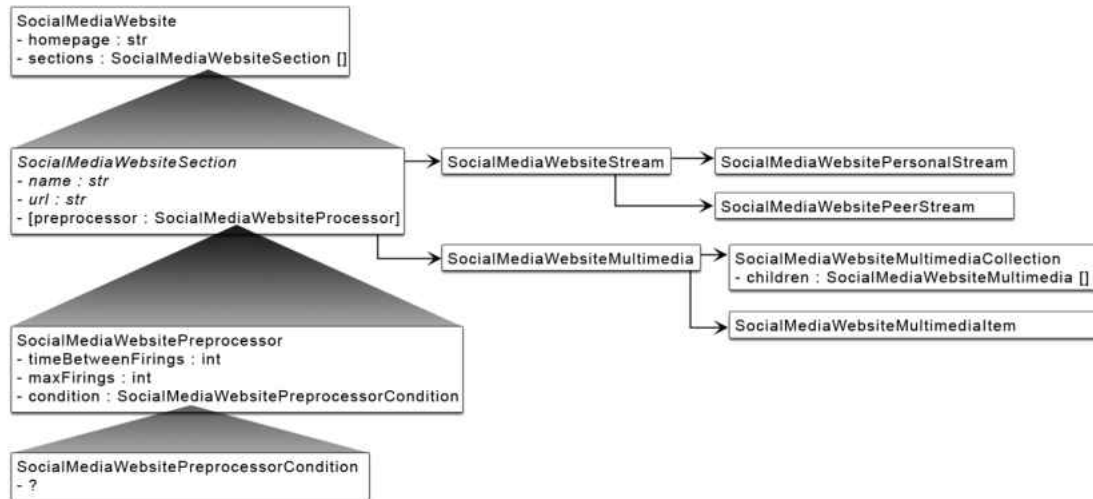 SocialMediaWebsite
- homepage : str
- sections : SocialMediaWebsiteSection []
SocialMediaWebsiteSection
- name : str
- url : str
- [preprocessor : SocialMediaWebsiteProcessor]
SocialMediaWebsiteStream
SocialMediaWebsitePersonalStream
SocialMediaWebsitePeerStream
SocialMediaWebsiteMultimedia
SocialMediaWebsiteMultimediaCollection
- children : SocialMediaWebsiteMultimedia []
SocialMediaWebsiteMultimediaItem
SocialMediaWebsitePreprocessor
- timeBetweenFirings : int
- maxFirings : int
- condition : SocialMediaWebsitePreprocessorCondition
SocialMediaWebsitePreprocessorCondition
- ?